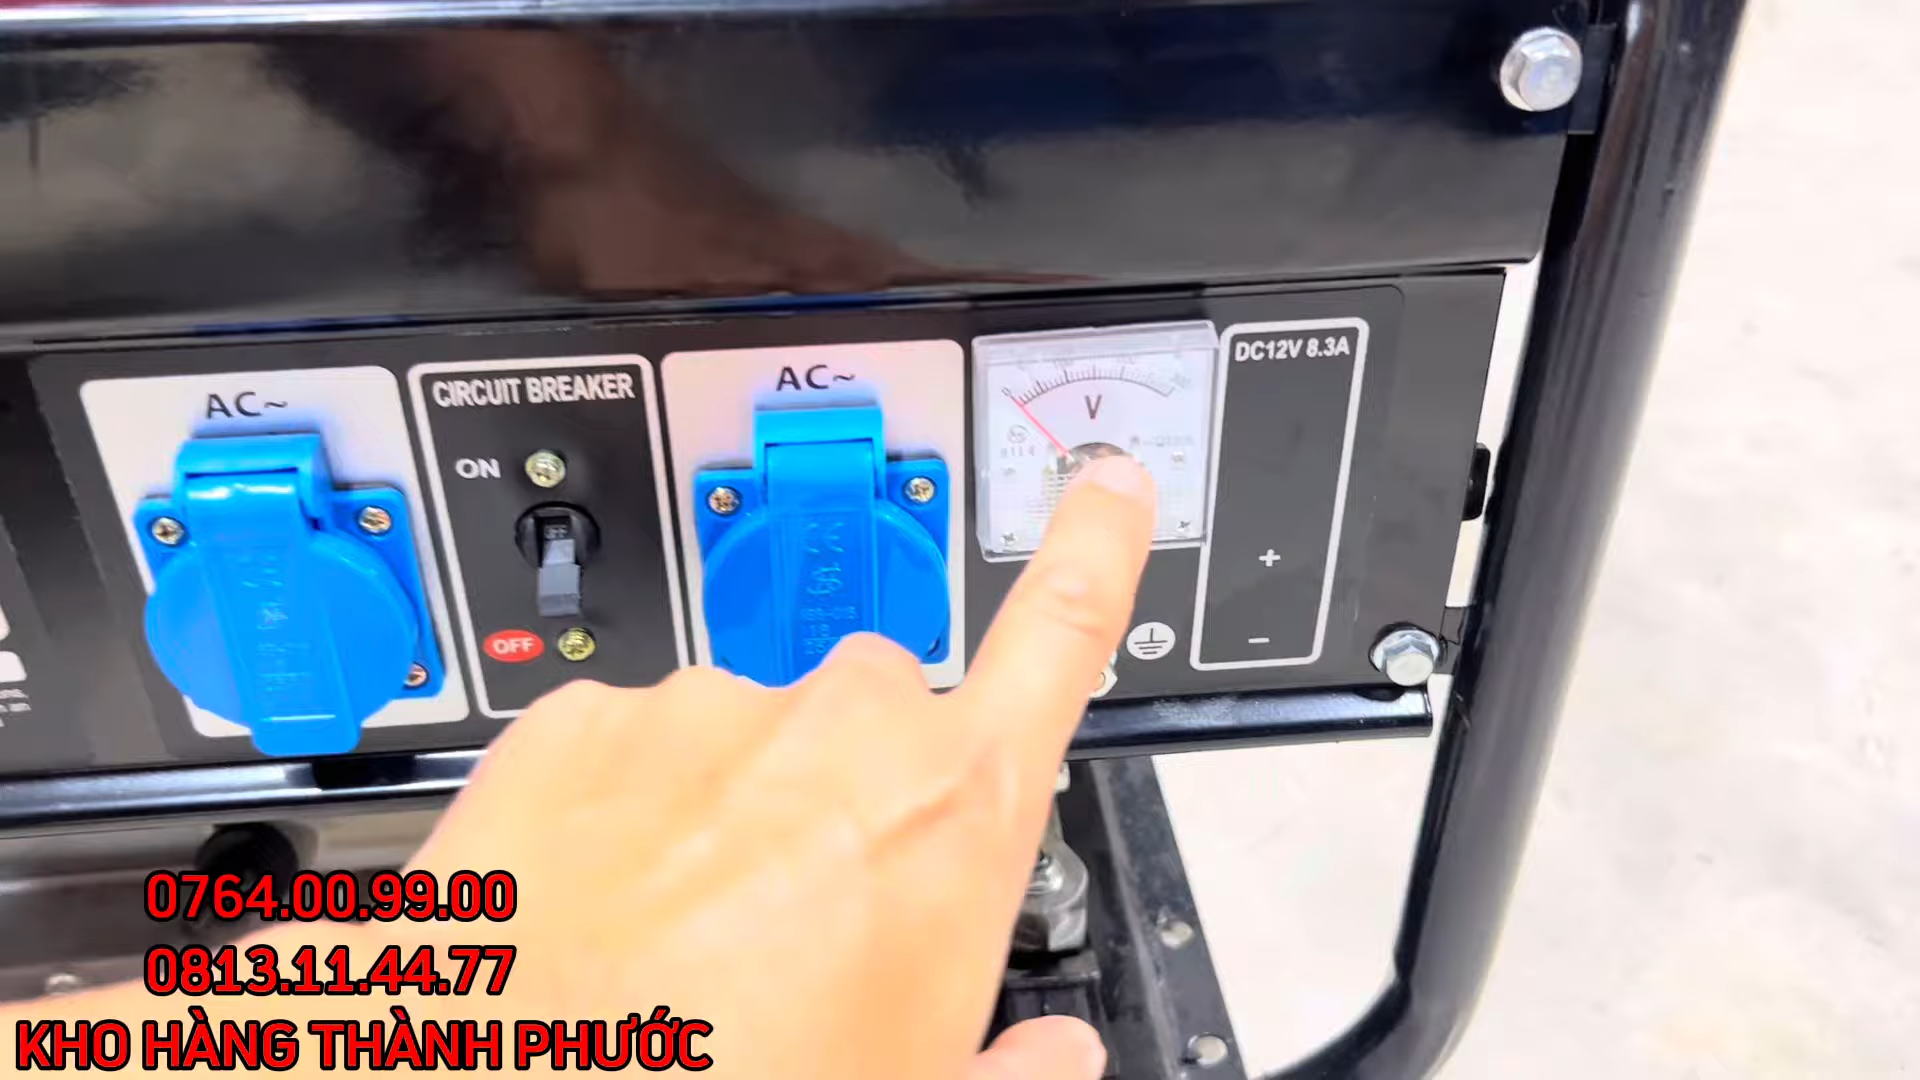 AC~
CIRCUIT BREAKER
ON
OFF
AC~
0
V
DC12V 8.3A
+
−
0764.00.99.00
0813.11.44.77
KHO HÀNG THÀNH PHƯỚC